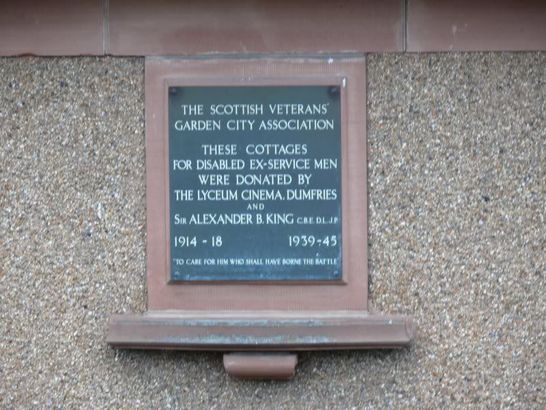 THE SCOTTISH VETERANS'
GARDEN CITY ASSOCIATION
THESE COTTAGES
FOR DISABLED EX-SERVICE MEN
WERE DONATED BY
THE LYCEUM CINEMA, DUMFRIES
AND
SIR ALEXANDER B. KING C.B.E. D.L. J.P.
1914 - 18 1939-45
"TO CARE FOR HIM WHO SHALL HAVE BORNE THE BATTLE"